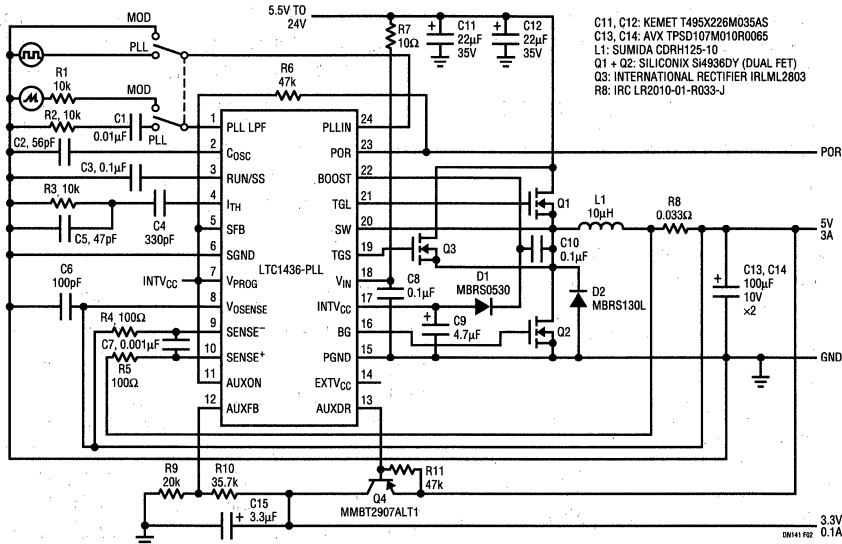 MOD
PLL
5.5V TO
24V
R7
10Ω
+
C11
22µF
35V
+
C12
22µF
35V
C11, C12: KEMET T495X226M035AS
C13, C14: AVX TPSD107M010R0065
L1: SUMIDA CDRH125-10
Q1 + Q2: SILICONIX Si4936DY (DUAL FET)
Q3: INTERNATIONAL RECTIFIER IRLML2803
R8: IRC LR2010-01-R033-J
R1
10k
MOD
R6
47k
R2, 10k
C1
0.01µF
PLL
C2, 56pF
C3, 0.1µF
R3, 10k
C5, 47pF
C4
330pF
C6
100pF
INTVCC
R4, 100Ω
C7, 0.001µF
R5
100Ω
1 PLL LPF
2 COSC
3 RUN/SS
4 ITH
5 SFB
6 SGND
7 VPROG
8 VOSENSE
9 SENSE−
10 SENSE+
11 AUXON
12 AUXFB
LTC1436-PLL
PLLIN 24
POR 23
BOOST 22
TGL 21
SW 20
TGS 19
VIN 18
INTVCC 17
BG 16
PGND 15
EXTVCC 14
AUXDR 13
POR
Q1
L1
10µH
R8
0.033Ω
5V
3A
Q3
C10
0.1µF
C8
0.1µF
D1
MBRS0530
D2
MBRS130L
+
C13, C14
100µF
10V
×2
+
C9
4.7µF
Q2
GND
R9
20k
R10
35.7k
C15
3.3µF
+
R11
47k
Q4
MMBT2907ALT1
3.3V
0.1A
DN141 F02